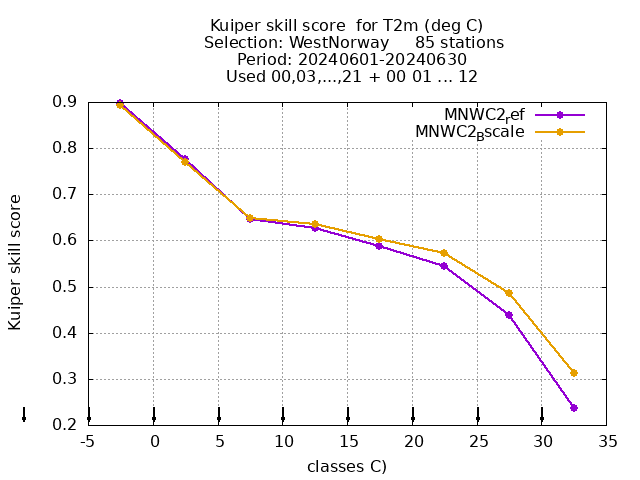 Kuiper skill score  for T2m (deg C)
Selection: WestNorway     85 stations
Period: 20240601-20240630
Used 00,03,...,21 + 00 01 ... 12
MNWC2ref
MNWC2Bscale
Kuiper skill score
0.9
0.8
0.7
0.6
0.5
0.4
0.3
0.2
-5 0 5 10 15 20 25 30 35
classes C)